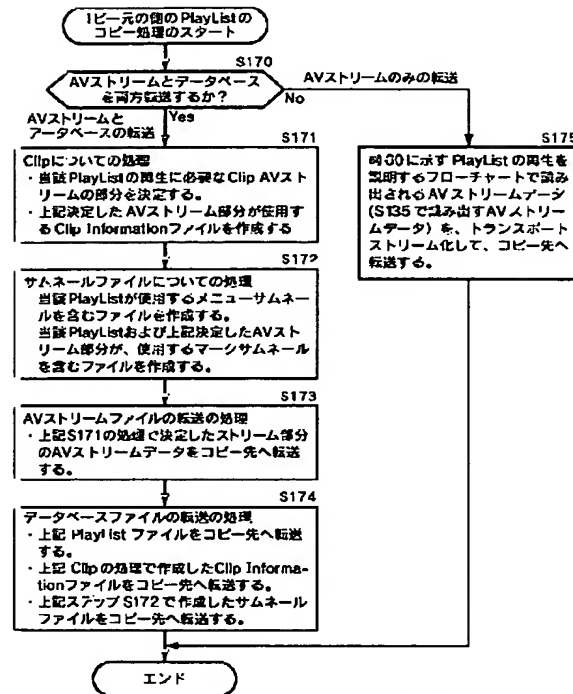 コピー元の側のPlayListの
コピー処理のスタート
S170
AVストリームとデータベース
を両方転送するか?
AVストリームのみの転送
No
AVストリームと
データベースの転送
Yes
S171
Clipについての処理
・当該PlayListの再生に必要なClip AVスト
リームの部分を決定する。
・上記決定したAVストリーム部分が使用す
るClip Informationファイルを作成する
S175
に示すPlayListの再生を
説明するフローチャートで読み
出されるAVストリームデータ
(S135で読み出すAVストリー
ムデータ)を、トランスポート
ストリーム化して、コピー先へ
転送する。
S172
サムネールファイルについての処理
当該PlayListが使用するメニューサムネー
ルを含むファイルを作成する。
当該PlayListおよび上記決定したAVスト
リーム部分が、使用するマークサムネール
を含むファイルを作成する。
S173
AVストリームファイルの転送の処理
・上記S171の処理で決定したストリーム部分
のAVストリームデータをコピー先へ転送
する。
S174
データベースファイルの転送の処理
・上記 PlayList ファイルをコピー先へ転送
する。
・上記 Clipの処理で作成したClip Informa-
tionファイルをコピー先へ転送する。
・上記ステップ S172で作成したサムネール
ファイルをコピー先へ転送する。
エンド